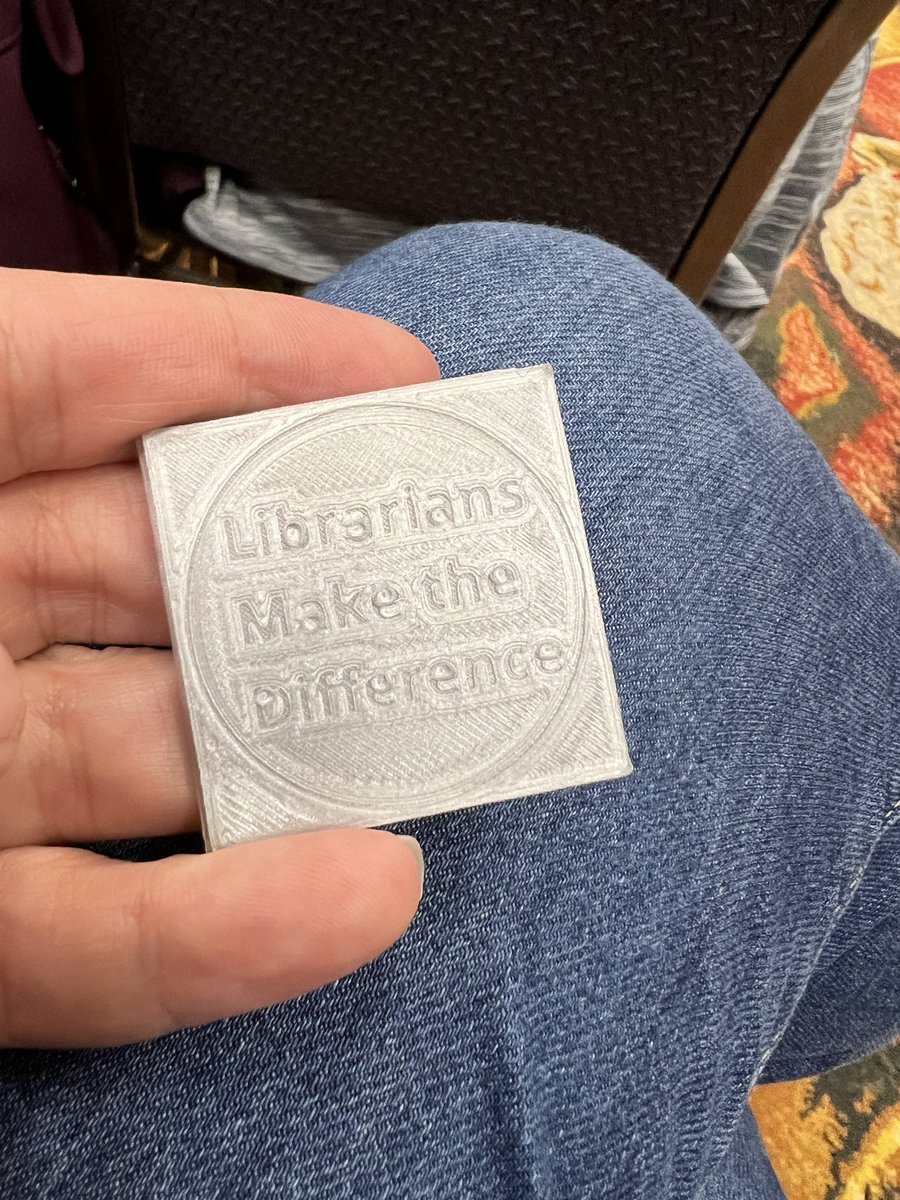 Librarians
Make the
Difference